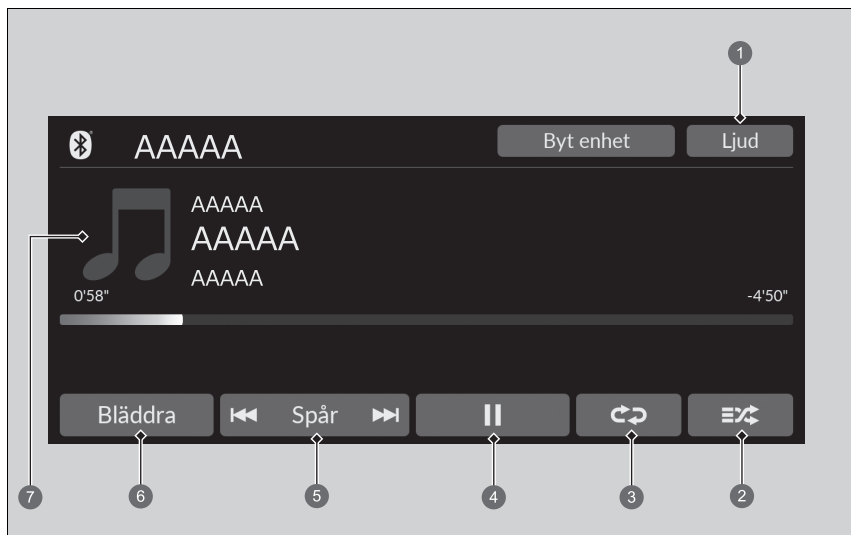 1
AAAAA
Byt enhet
Ljud
AAAAA
AAAAA
AAAAA
7
0'58"
-4'50"
Bläddra
Spår
6
5
4
3
2